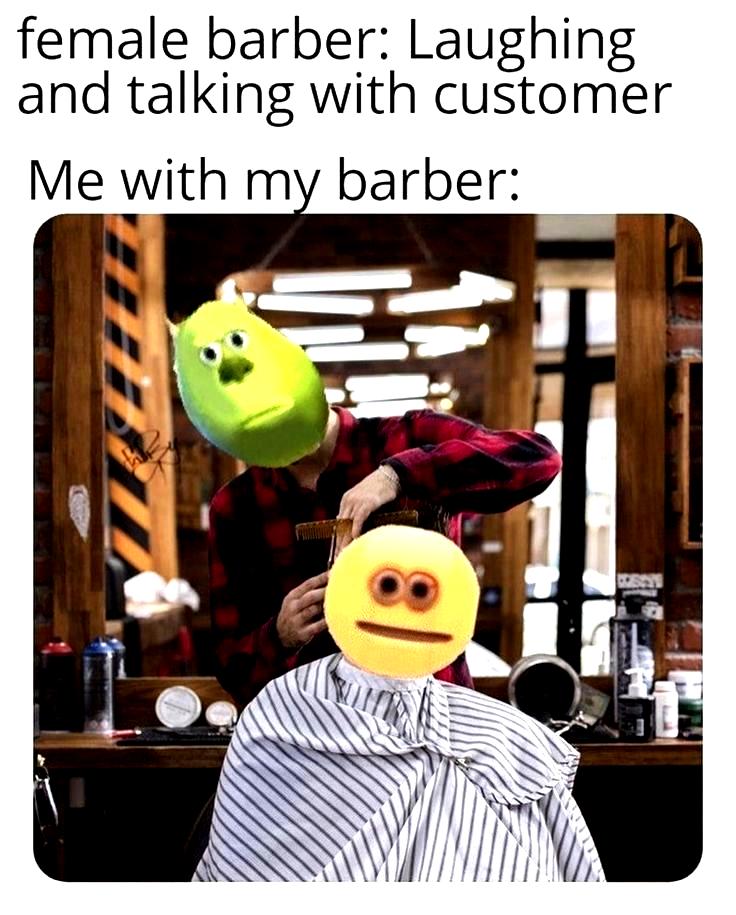 female barber: Laughing
and talking with customer
Me with my barber: